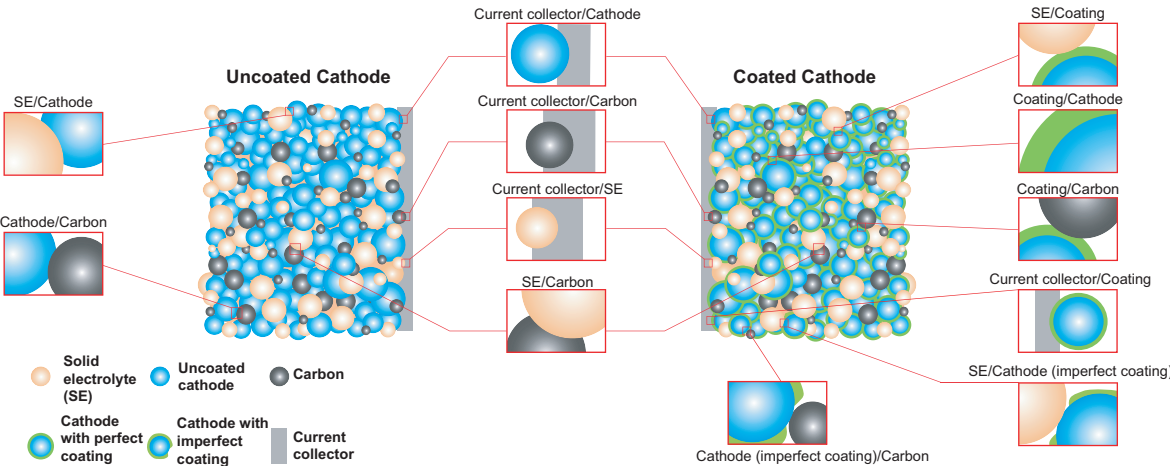 Current collector/Cathode
SE/Coating
Uncoated Cathode
Coated Cathode
SE/Cathode
Current collector/Carbon
Coating/Cathode
Current collector/SE
Coating/Carbon
Cathode/Carbon
SE/Carbon
Current collector/Coating
Solid
electrolyte
(SE)
Uncoated
cathode
Carbon
SE/Cathode (imperfect coating)
Cathode
with perfect
coating
Cathode with
imperfect
coating
Current
collector
Cathode (imperfect coating)/Carbon